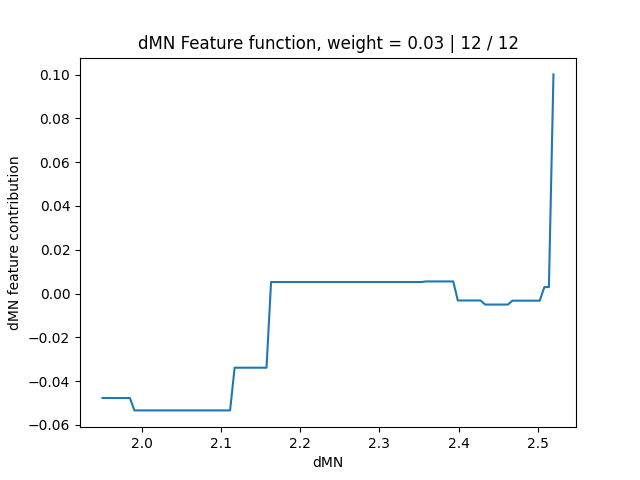 dMN Feature function, weight = 0.03 | 12 / 12
dMN feature contribution
0.10
0.08
0.06
0.04
0.02
0.00
−0.02
−0.04
−0.06
2.0 2.1 2.2 2.3 2.4 2.5
dMN